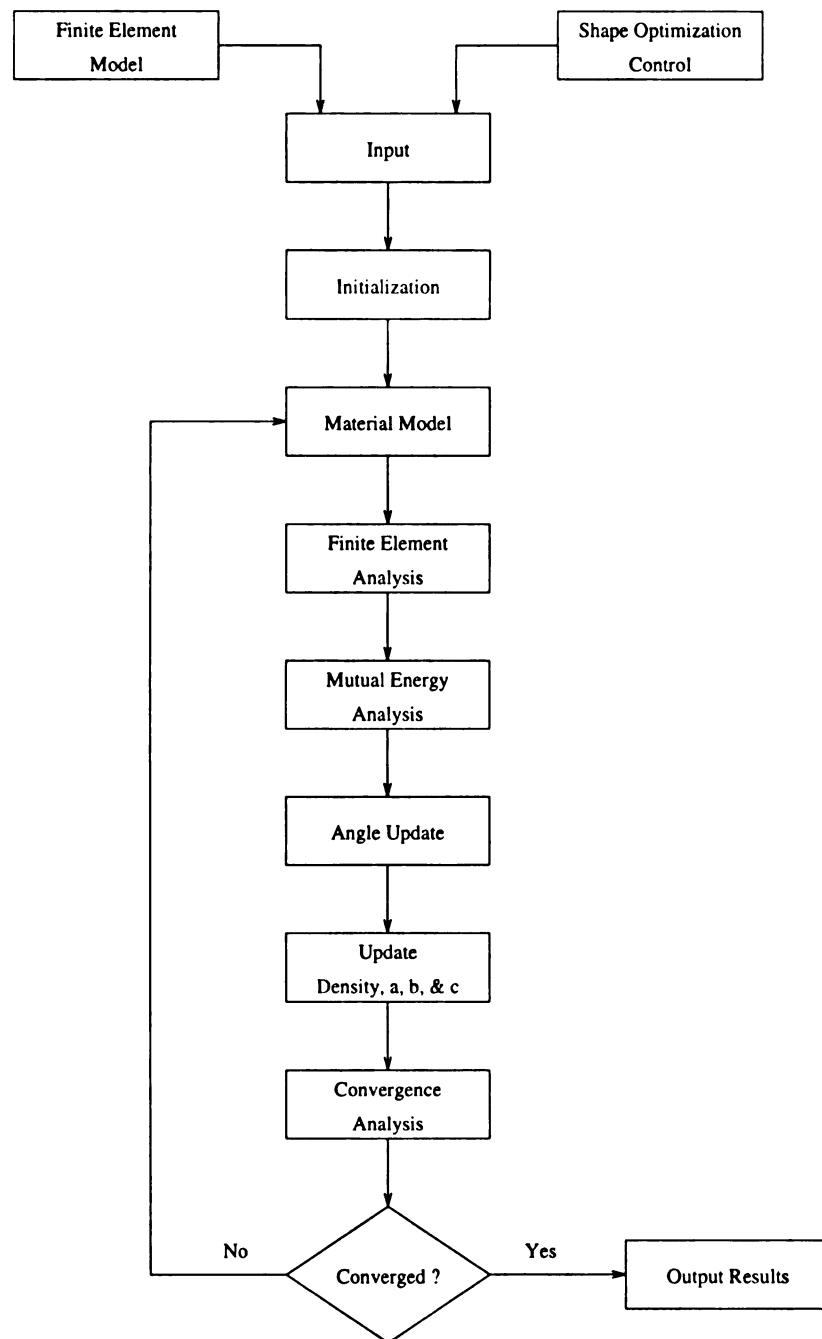 Finite Element
Model
Shape Optimization
Control
Input
Initialization
Material Model
Finite Element
Analysis
Mutual Energy
Analysis
Angle Update
Update
Density, a, b, & c
Convergence
Analysis
No
Converged ?
Yes
Output Results